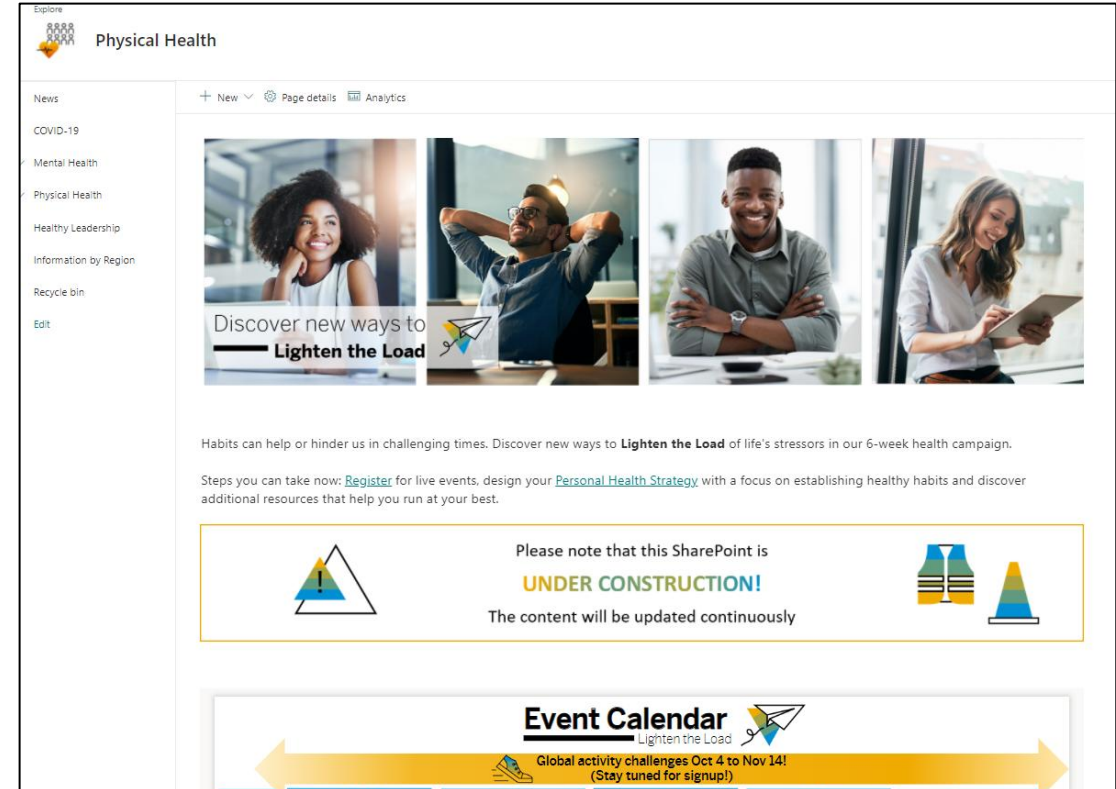 Explore
Physical Health
News
COVID-19
Mental Health
Physical Health
Healthy Leadership
Information by Region
Recycle bin
Edit
New
Page details
Analytics
Discover new ways to
Lighten the Load
Habits can help or hinder us in challenging times. Discover new ways to Lighten the Load of life's stressors in our 6-week health campaign.
Steps you can take now: Register for live events, design your Personal Health Strategy with a focus on establishing healthy habits and discover
additional resources that help you run at your best.
!
Please note that this SharePoint is
UNDER CONSTRUCTION!
The content will be updated continuously
Event Calendar
Lighten the Load
Global activity challenges Oct 4 to Nov 14!
(Stay tuned for signup!)